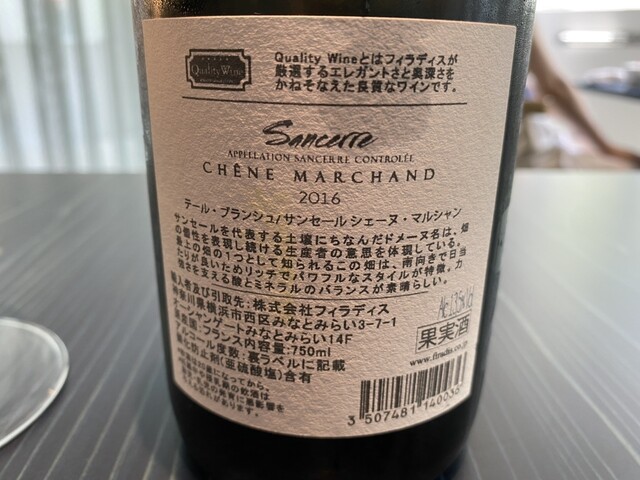 Quality Wine
Quality Wineとはフィラディスが
厳選するエレガントさと奥深さを
かねそなえた良質なワインです。
Sancerre
APPELLATION SANCERRE CONTROLÉE
CHÊNE MARCHAND
2016
テール・ブランシュ/サンセール シェーヌ・マルシャン
サンセールを代表する土壌にちなんだドメーヌ名は、畑
の個性を表現し続ける生産者の意思を体現している。
最上の畑の1つとして知られるこの畑は、南向きで日当
たりが良いためリッチでパワフルなスタイルが特徴。力
強さを支える酸とミネラルのバランスが素晴らしい。
輸入者及び引取先: 株式会社フィラディス
神奈川県横浜市西区みなとみらい3-7-1
オーシャンゲートみなとみらい14F
原産国: フランス 内容量:750ml
アルコール度数: 裏ラベルに記載
酸化防止剤(亜硫酸塩)含有
Alc.13.5%vol
果実酒
www.firadis.co.jp
3 507481 140036